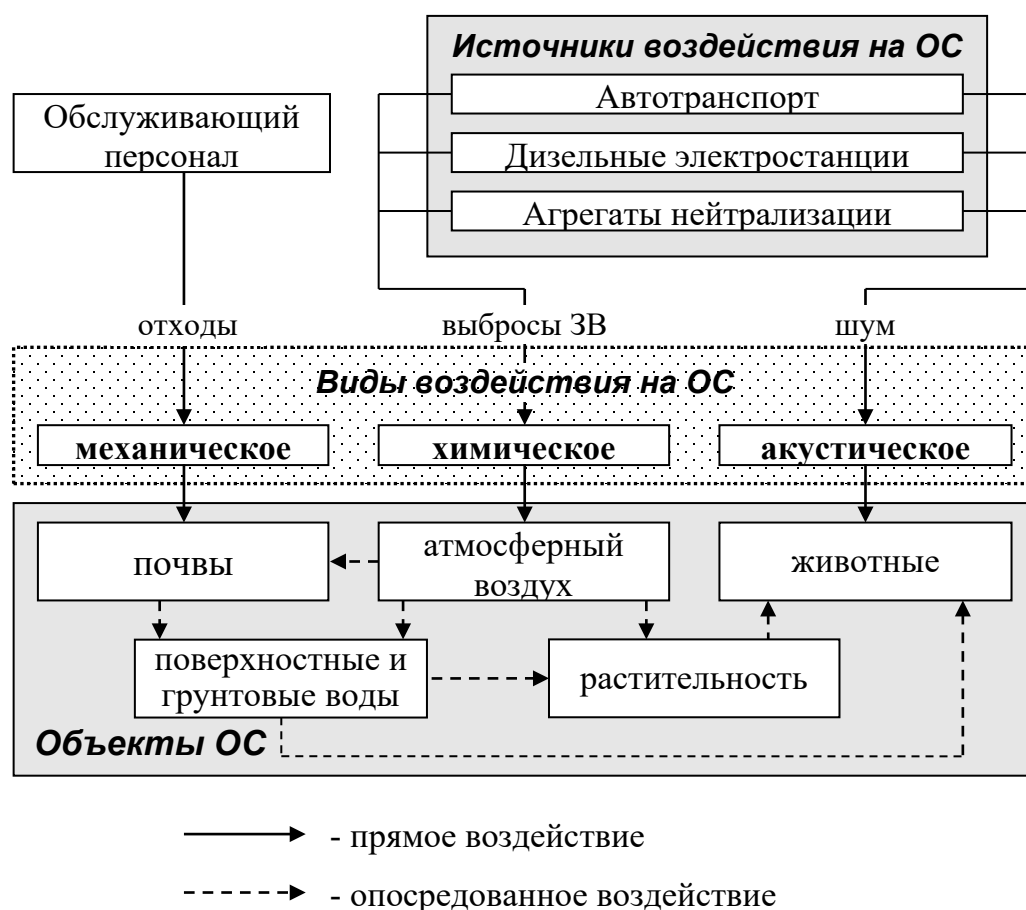 Источники воздействия на ОС
Автотранспорт
Обслуживающий
персонал
Дизельные электростанции
Агрегаты нейтрализации
отходы
выбросы ЗВ
шум
Виды воздействия на ОС
механическое
химическое
акустическое
почвы
атмосферный
воздух
животные
поверхностные и
грунтовые воды
растительность
Объекты ОС
- прямое воздействие
- опосредованное воздействие